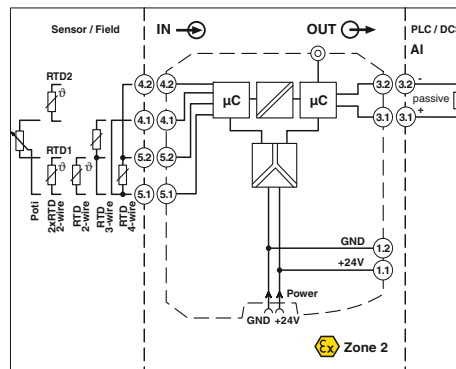 Sensor / Field
IN
OUT
PLC / DCS
AI
RTD2
ϑ
4.2
4.2
µC
µC
3.2
3.2
-
passive
4.1
4.1
3.1
3.1
+
RTD1
ϑ
ϑ
5.2
5.2
5.1
5.1
Poti
2xRTD
2-wire
RTD
2-wire
RTD
3-wire
RTD
4-wire
GND
1.2
+24V
1.1
Power
GND
+24V
Ex
Zone 2